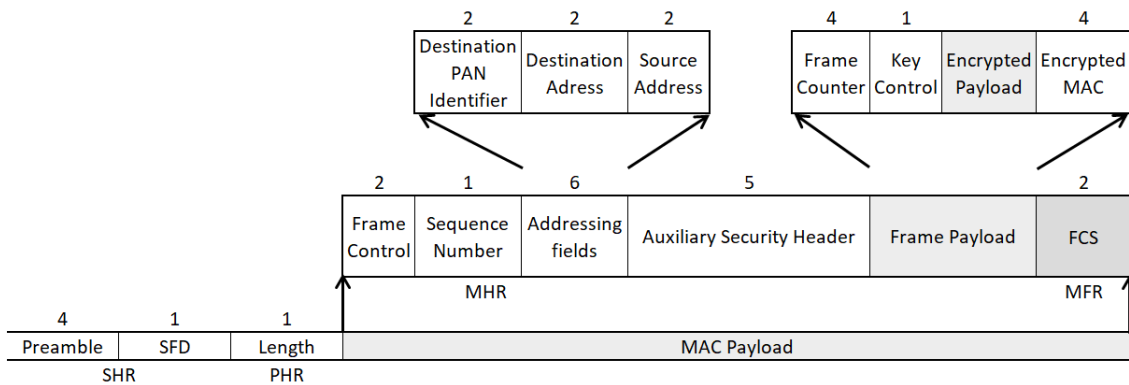 2 2 2 4 1 4
Destination PAN Identifier Destination Adress Source Address Frame Counter Key Control Encrypted Payload Encrypted MAC
2 1 6 5 2
Frame Control Sequence Number Addressing fields Auxiliary Security Header Frame Payload FCS
MHR MFR
4 1 1
Preamble SFD Length MAC Payload
SHR PHR